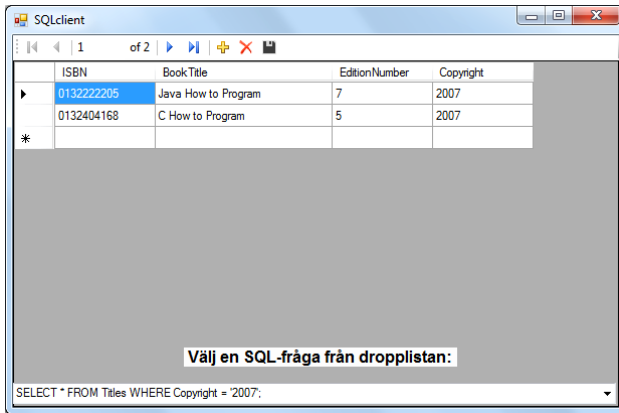 SQLclient
1 of 2
ISBN BookTitle EditionNumber Copyright
0132222205 Java How to Program 7 2007
0132404168 C How to Program 5 2007
Välj en SQL-fråga från dropplistan:
SELECT * FROM Titles WHERE Copyright = '2007';